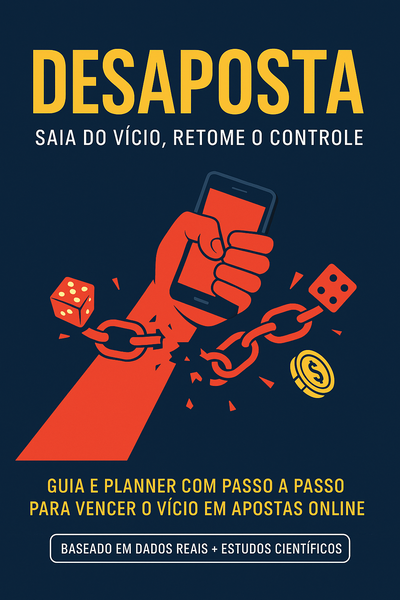 DESAPOSTA
SAIA DO VÍCIO, RETOME O CONTROLE
$
GUIA E PLANNER COM PASSO A PASSO
PARA VENCER O VÍCIO EM APOSTAS ONLINE
BASEADO EM DADOS REAIS + ESTUDOS CIENTÍFICOS